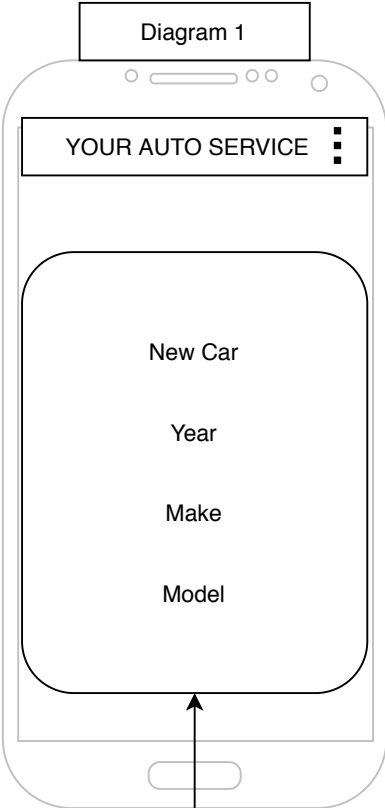 Diagram 1
YOUR AUTO SERVICE
New Car
Year
Make
Model